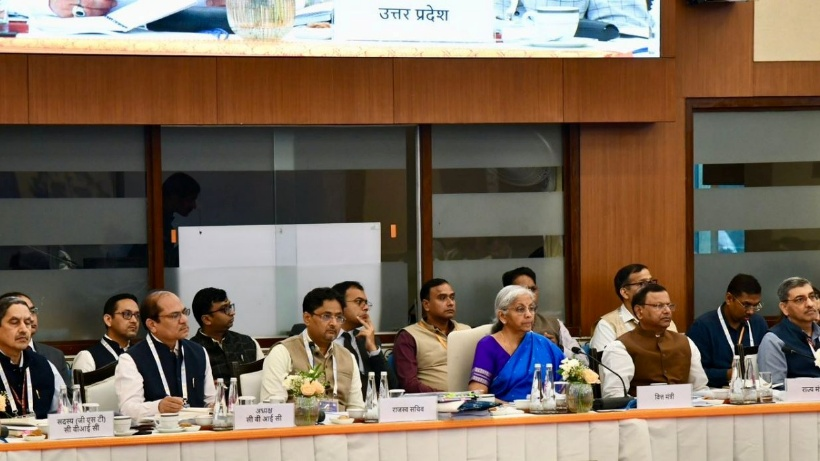 उत्तर प्रदेश
सदस्य (जी एस टी)
सी बी आई सी
अध्यक्ष
सी बी आई सी
राजस्व सचिव
वित्त मंत्री
राज्य मं